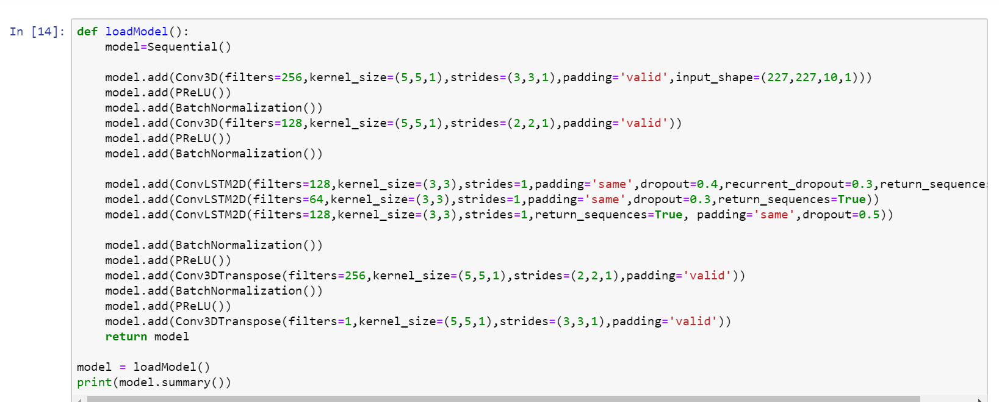 In [14]: def loadModel():
model=Sequential()
model.add(Conv3D(filters=256,kernel_size=(5,5,1),strides=(3,3,1),padding='valid',input_shape=(227,227,10,1)))
model.add(PReLU())
model.add(BatchNormalization())
model.add(Conv3D(filters=128,kernel_size=(5,5,1),strides=(2,2,1),padding='valid'))
model.add(PReLU())
model.add(BatchNormalization())
model.add(ConvLSTM2D(filters=128,kernel_size=(3,3),strides=1,padding='same',dropout=0.4,recurrent_dropout=0.3,return_sequences
model.add(ConvLSTM2D(filters=64,kernel_size=(3,3),strides=1,padding='same',dropout=0.3,return_sequences=True))
model.add(ConvLSTM2D(filters=128,kernel_size=(3,3),strides=1,return_sequences=True, padding='same',dropout=0.5))
model.add(BatchNormalization())
model.add(PReLU())
model.add(Conv3DTranspose(filters=256,kernel_size=(5,5,1),strides=(2,2,1),padding='valid'))
model.add(BatchNormalization())
model.add(PReLU())
model.add(Conv3DTranspose(filters=1,kernel_size=(5,5,1),strides=(3,3,1),padding='valid'))
return model
model = loadModel()
print(model.summary())